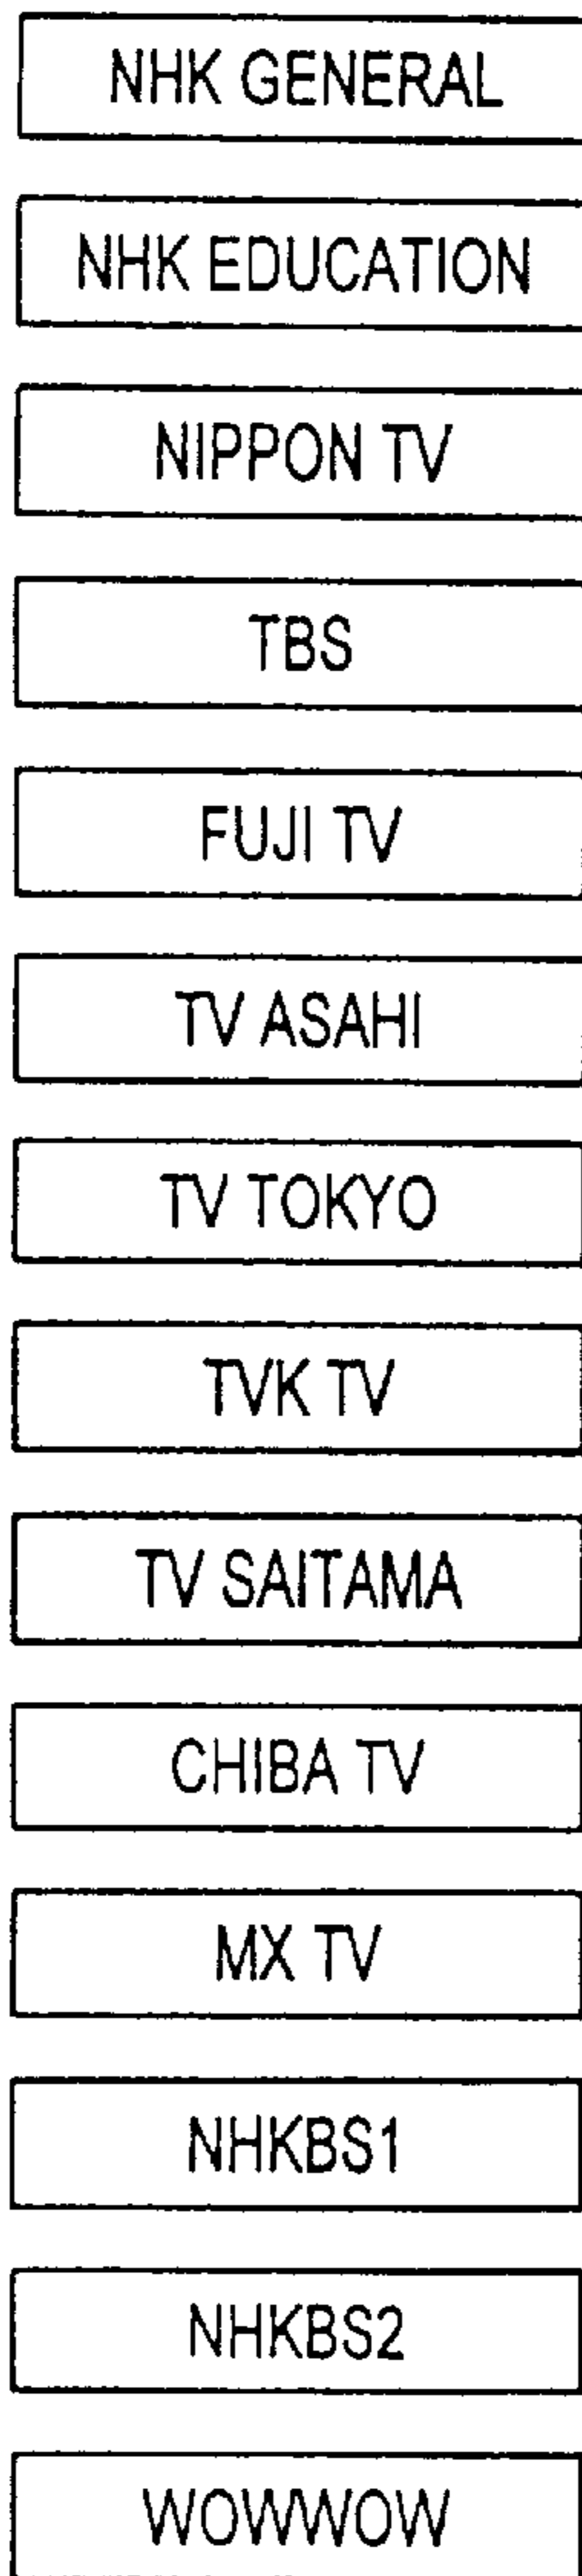 NHK GENERAL
NHK EDUCATION
NIPPON TV
TBS
FUJI TV
TV ASAHI
TV TOKYO
TVK TV
TV SAITAMA
CHIBA TV
MX TV
NHKBS1
NHKBS2
WOWWOW